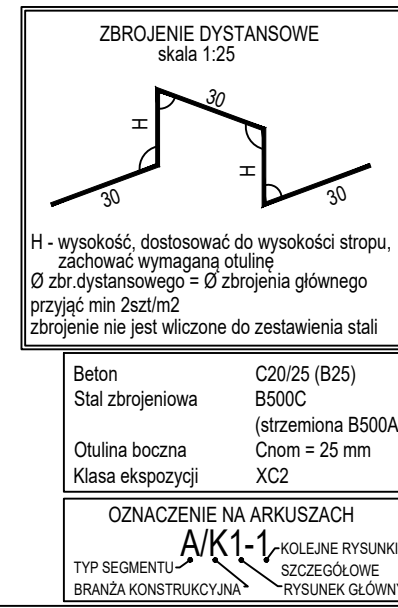 ZBROJENIE DYSTANSOWE
skala 1:25
30
H
H
30
30
H - wysokość, dostosować do wysokości stropu,
zachować wymaganą otulinę
Ø zbr.dystansowego = Ø zbrojenia głównego
przyjąć min 2szt/m2
zbrojenie nie jest wliczone do zestawienia stali
Beton C20/25 (B25)
Stal zbrojeniowa B500C
(strzemiona B500A
Otulina boczna Cnom = 25 mm
Klasa ekspozycji XC2
OZNACZENIE NA ARKUSZACH
A/K1-1
KOLEJNE RYSUNKI
TYP SEGMENTU SZCZEGÓŁOWE
BRANŻA KONSTRUKCYJNA RYSUNEK GŁÓWNY